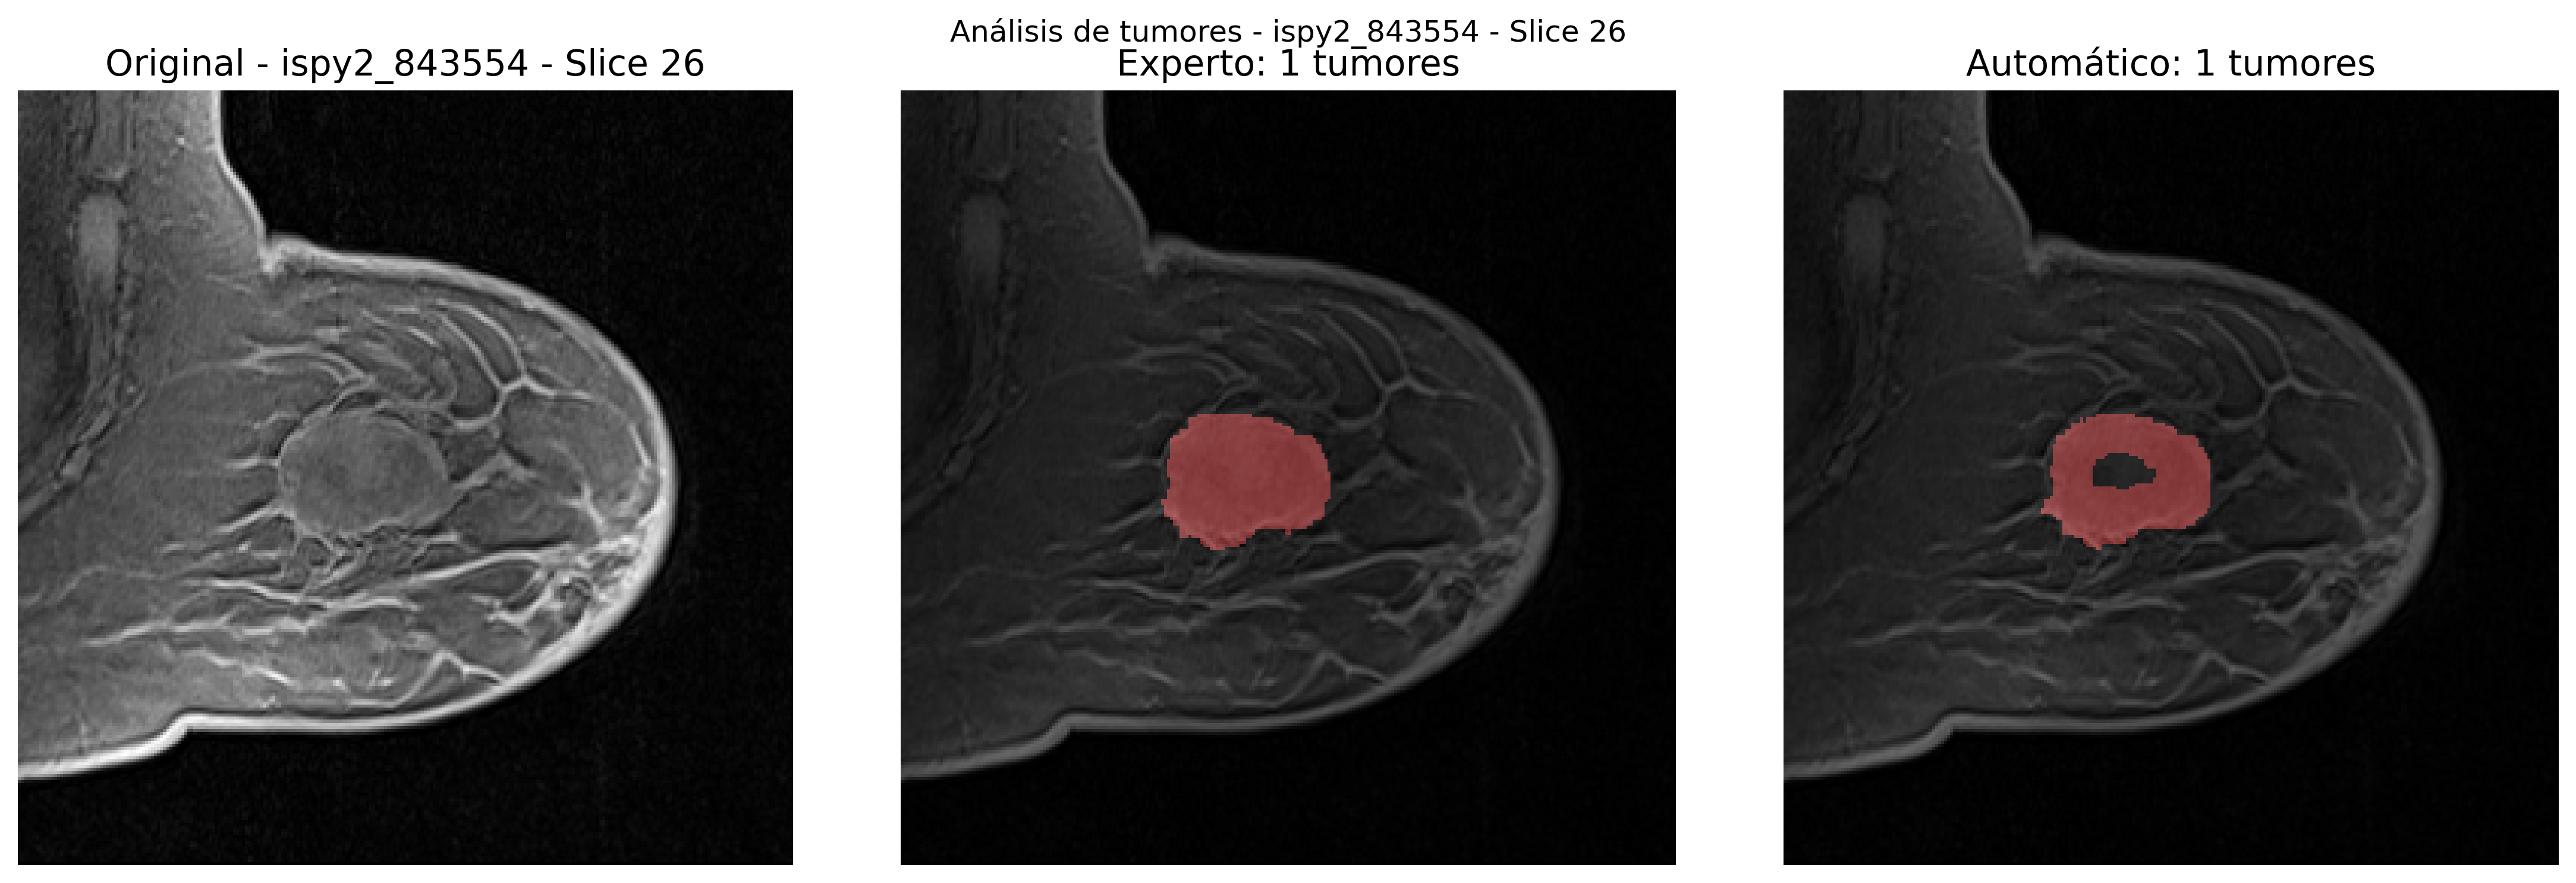 Análisis de tumores - ispy2_843554 - Slice 26
Original - ispy2_843554 - Slice 26
Experto: 1 tumores
Automático: 1 tumores